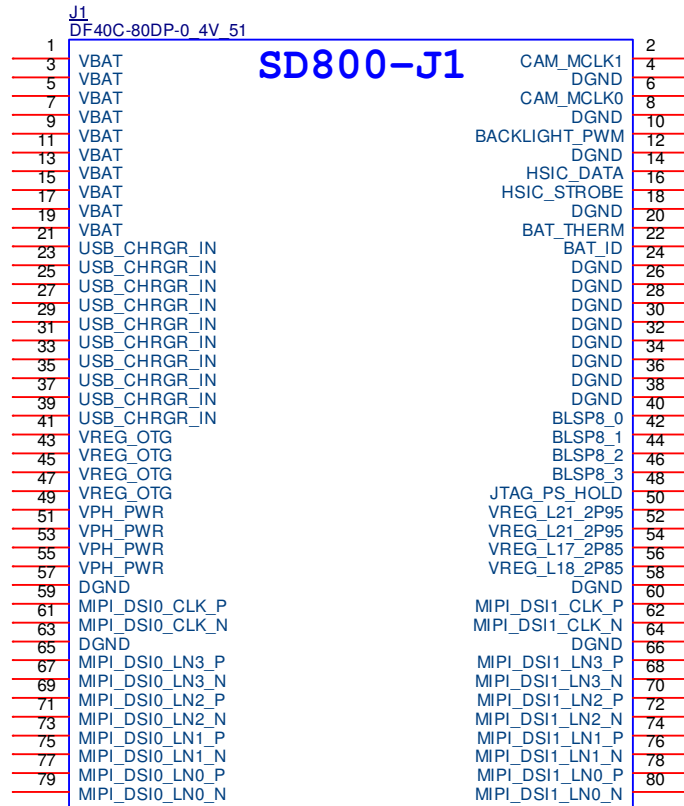 J1
DF40C-80DP-0_4V_51
SD800-J1
1 VBAT CAM_MCLK1 2
3 VBAT DGND 4
5 VBAT CAM_MCLK0 6
7 VBAT DGND 8
9 VBAT BACKLIGHT_PWM 10
11 VBAT DGND 12
13 VBAT HSIC_DATA 14
15 VBAT HSIC_STROBE 16
17 VBAT DGND 18
19 VBAT BAT_THERM 20
21 USB_CHRGR_IN BAT_ID 22
23 USB_CHRGR_IN DGND 24
25 USB_CHRGR_IN DGND 26
27 USB_CHRGR_IN DGND 28
29 USB_CHRGR_IN DGND 30
31 USB_CHRGR_IN DGND 32
33 USB_CHRGR_IN DGND 34
35 USB_CHRGR_IN DGND 36
37 USB_CHRGR_IN DGND 38
39 USB_CHRGR_IN BLSP8_0 40
41 VREG_OTG BLSP8_1 42
43 VREG_OTG BLSP8_2 44
45 VREG_OTG BLSP8_3 46
47 VREG_OTG JTAG_PS_HOLD 48
49 VPH_PWR VREG_L21_2P95 50
51 VPH_PWR VREG_L21_2P95 52
53 VPH_PWR VREG_L17_2P85 54
55 VPH_PWR VREG_L18_2P85 56
57 DGND DGND 58
59 MIPI_DSI0_CLK_P MIPI_DSI1_CLK_P 60
61 MIPI_DSI0_CLK_N MIPI_DSI1_CLK_N 62
63 DGND DGND 64
65 MIPI_DSI0_LN3_P MIPI_DSI1_LN3_P 66
67 MIPI_DSI0_LN3_N MIPI_DSI1_LN3_N 68
69 MIPI_DSI0_LN2_P MIPI_DSI1_LN2_P 70
71 MIPI_DSI0_LN2_N MIPI_DSI1_LN2_N 72
73 MIPI_DSI0_LN1_P MIPI_DSI1_LN1_P 74
75 MIPI_DSI0_LN1_N MIPI_DSI1_LN1_N 76
77 MIPI_DSI0_LN0_P MIPI_DSI1_LN0_P 78
79 MIPI_DSI0_LN0_N MIPI_DSI1_LN0_N 80